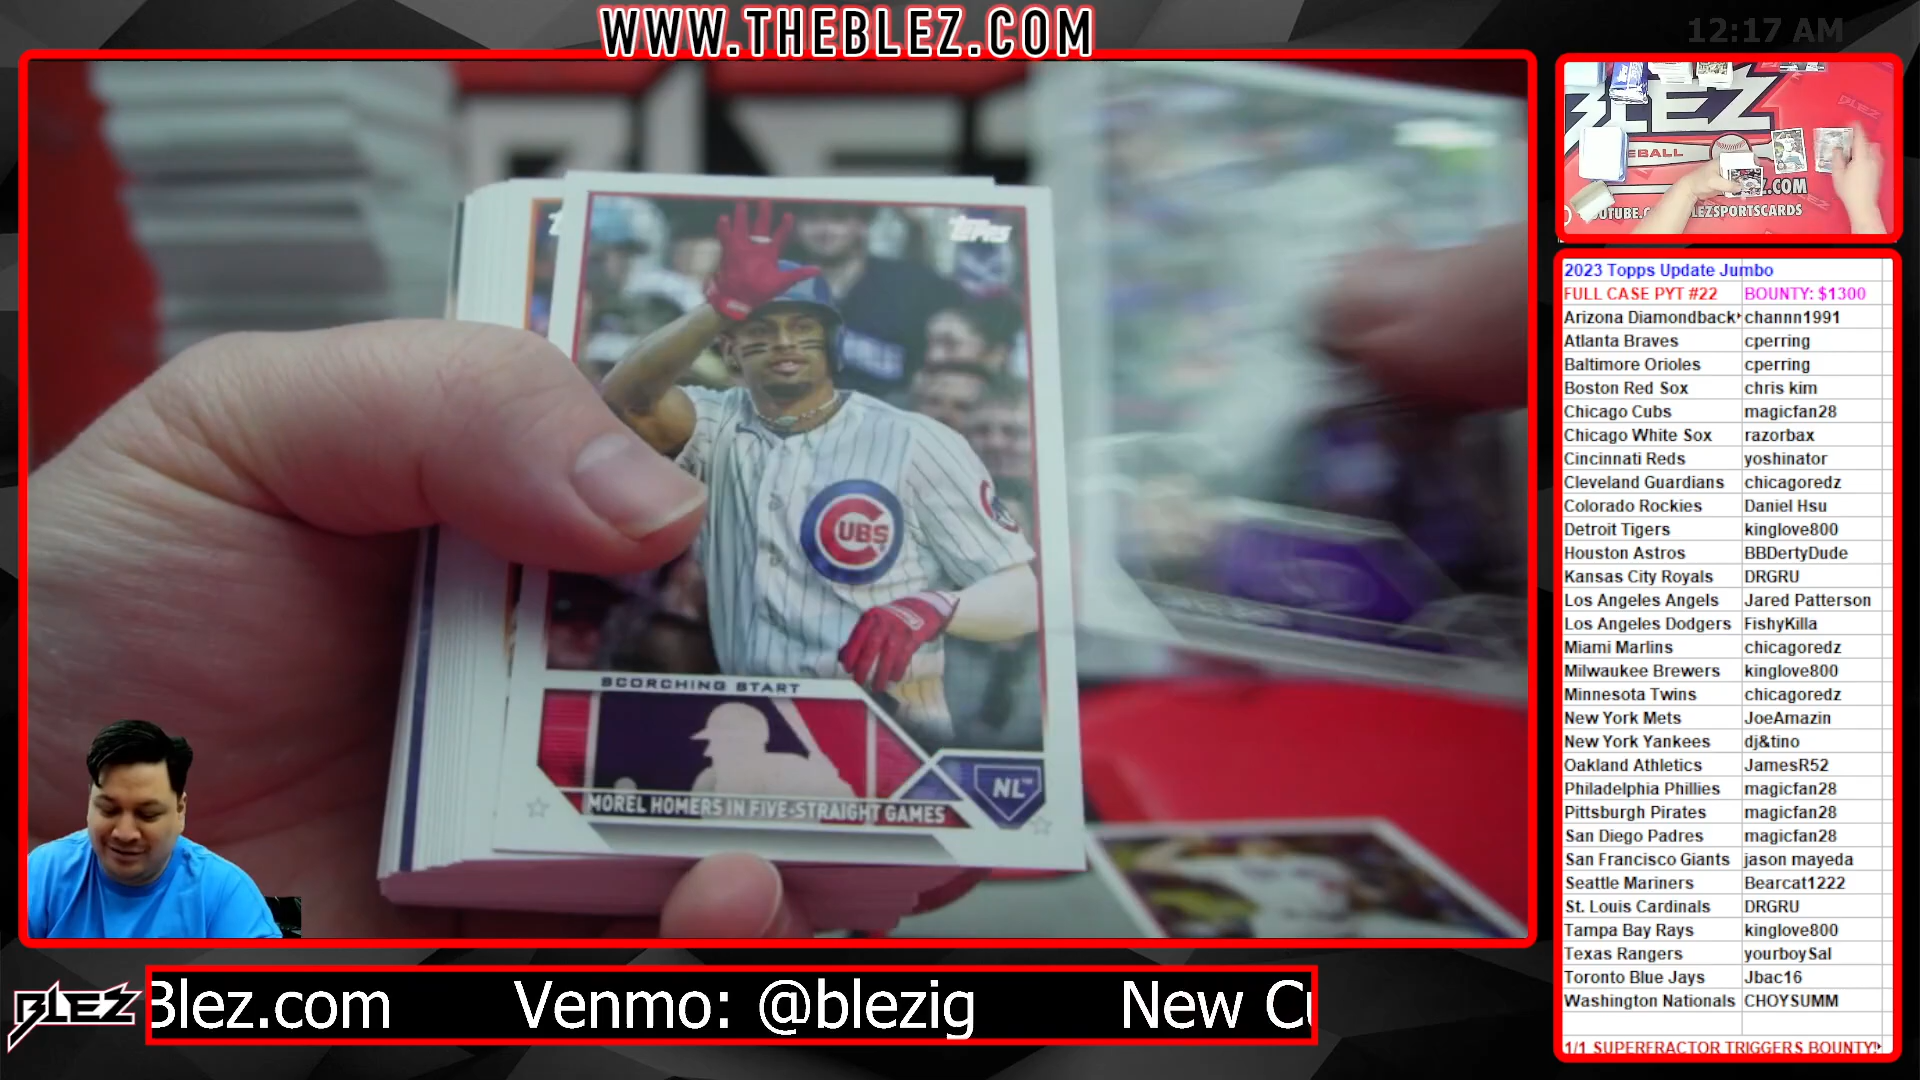 WWW.THEBLEZ.COM
12:17 AM
TOPPS
CUBS
SCORCHING START
MOREL HOMERS IN FIVE-STRAIGHT GAMES
NL
BLEZ
BLEZ
.COM
LEZSPORTSCARDS
2023 Topps Update Jumbo
FULL CASE PYT #22 BOUNTY: $1300
Arizona Diamondback channn1991
Atlanta Braves cperring
Baltimore Orioles cperring
Boston Red Sox chris kim
Chicago Cubs magicfan28
Chicago White Sox razorbax
Cincinnati Reds yoshinator
Cleveland Guardians chicagoredz
Colorado Rockies Daniel Hsu
Detroit Tigers kinglove800
Houston Astros BBDertyDude
Kansas City Royals DRGRU
Los Angeles Angels Jared Patterson
Los Angeles Dodgers FishyKilla
Miami Marlins chicagoredz
Milwaukee Brewers kinglove800
Minnesota Twins chicagoredz
New York Mets JoeAmazin
New York Yankees dj&tino
Oakland Athletics JamesR52
Philadelphia Phillies magicfan28
Pittsburgh Pirates magicfan28
San Diego Padres magicfan28
San Francisco Giants jason mayeda
Seattle Mariners Bearcat1222
St. Louis Cardinals DRGRU
Tampa Bay Rays kinglove800
Texas Rangers yourboySal
Toronto Blue Jays Jbac16
Washington Nationals CHOYSUMM
1/1 SUPERFRACTOR TRIGGERS BOUNTY!
BLEZ
Blez.com Venmo: @blezig New Cu